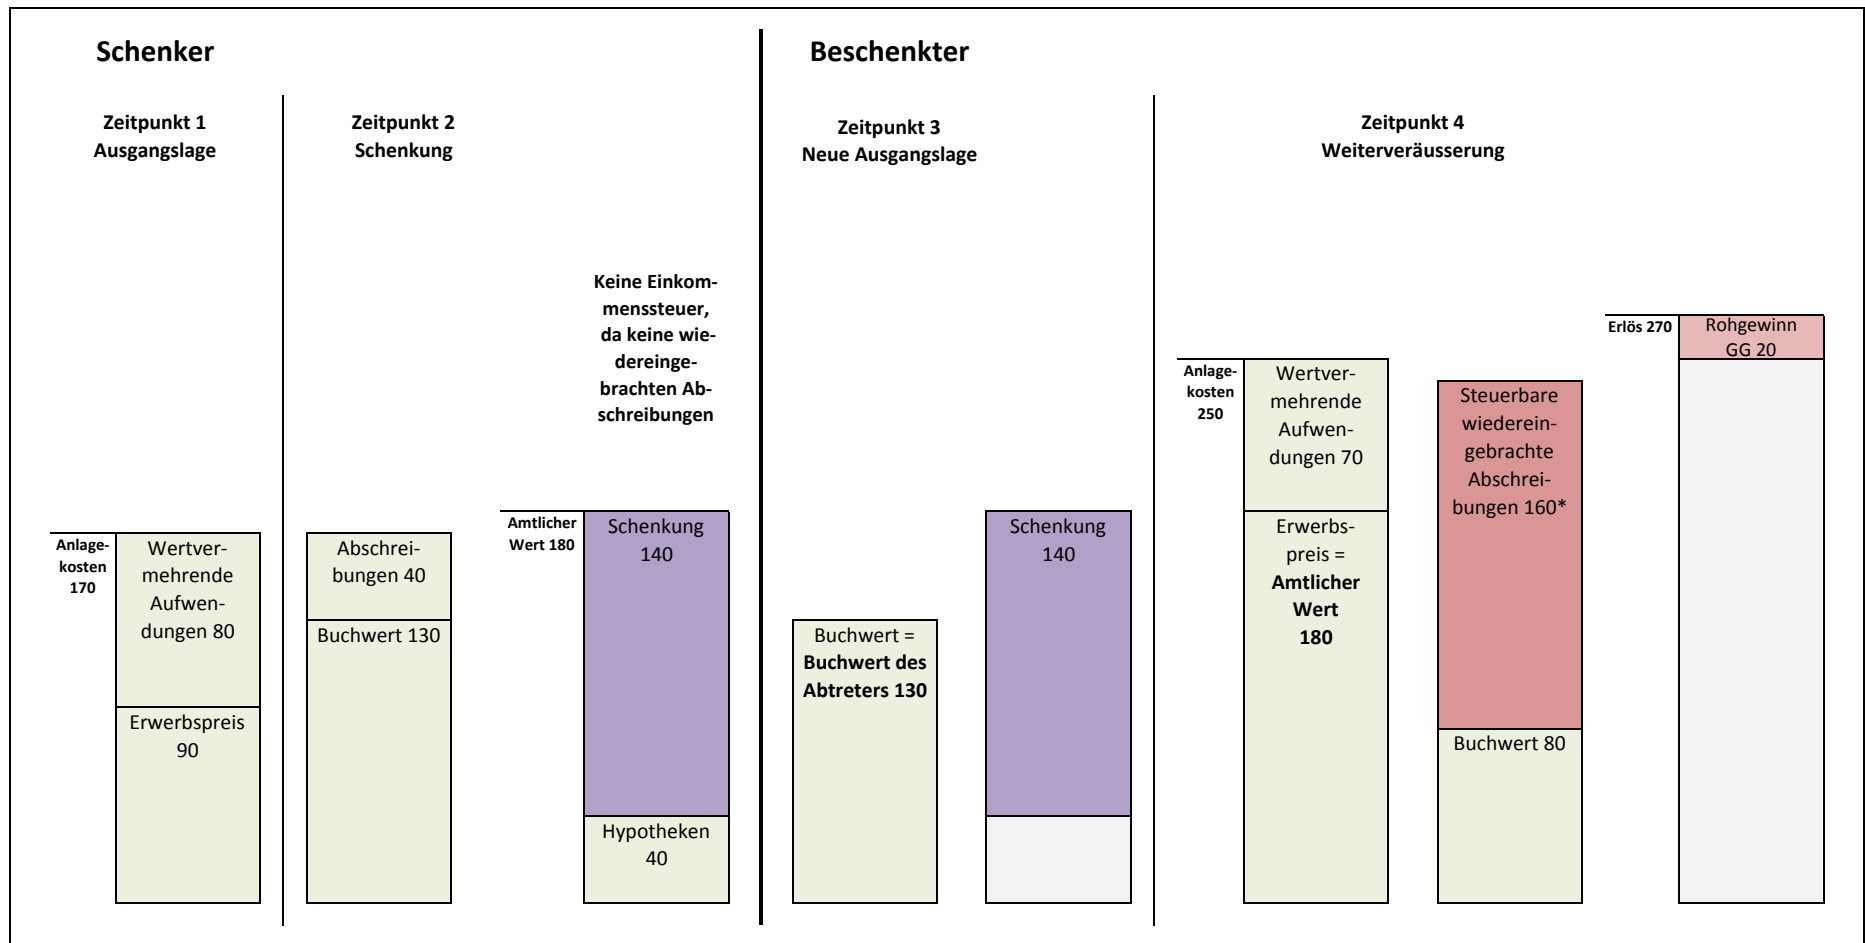 Schenker
Beschenkter
Zeitpunkt 1
Ausgangslage
Zeitpunkt 2
Schenkung
Zeitpunkt 3
Neue Ausgangslage
Zeitpunkt 4
Weiterveräusserung
Anlage-
kosten
170
Wertver-
mehrende
Aufwen-
dungen 80
Erwerbspreis
90
Abschrei-
bungen 40
Buchwert 130
Keine Einkom-
menssteuer,
da keine wie-
dereinge-
brachten Ab-
schreibungen
Amtlicher
Wert 180
Schenkung
140
Hypotheken
40
Buchwert =
Buchwert des
Abtreters 130
Schenkung
140
Anlage-
kosten
250
Wertver-
mehrende
Aufwen-
dungen 70
Erwerbs-
preis =
Amtlicher
Wert
180
Steuerbare
wiederein-
gebrachte
Abschrei-
bungen 160*
Buchwert 80
Erlös 270
Rohgewinn
GG 20